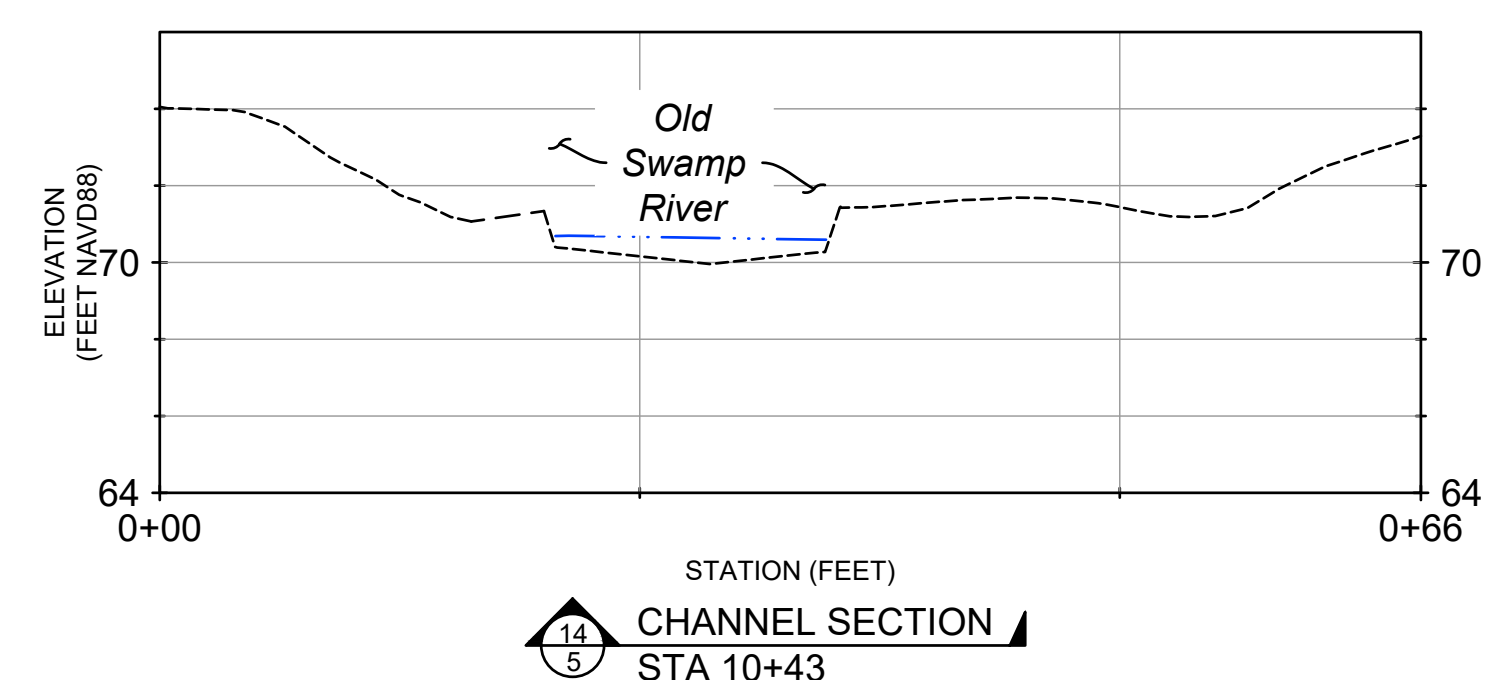 Old
Swamp
River
ELEVATION
(FEET NAVD88)
70
70
64
64
0+00
0+66
STATION (FEET)
14
5
CHANNEL SECTION
STA 10+43